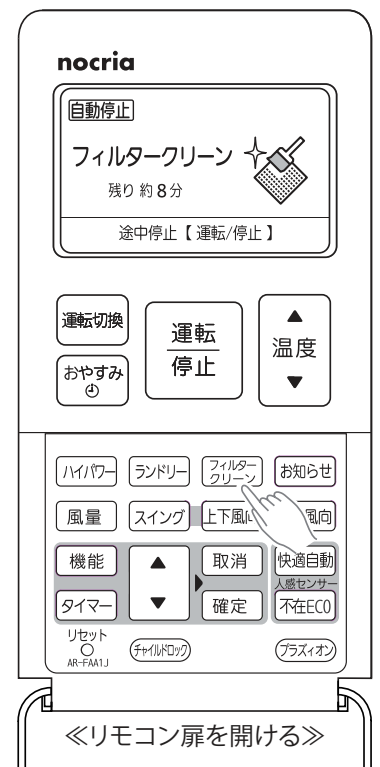 nocria
自動停止
フィルタークリーン
残り 約8分
途中停止【 運転/停止 】
運転切換
運転
停止
▲
温度
▼
おやすみ
ハイパワー ランドリー フィルター
クリーン お知らせ
風量 スイング 上下風向 風向
機能 ▲ 取消 快適自動
人感センサー
タイマー ▼ 確定 不在ECO
リセット
AR-FAA1J
チャイルドロック プラズィオン
≪リモコン扉を開ける≫